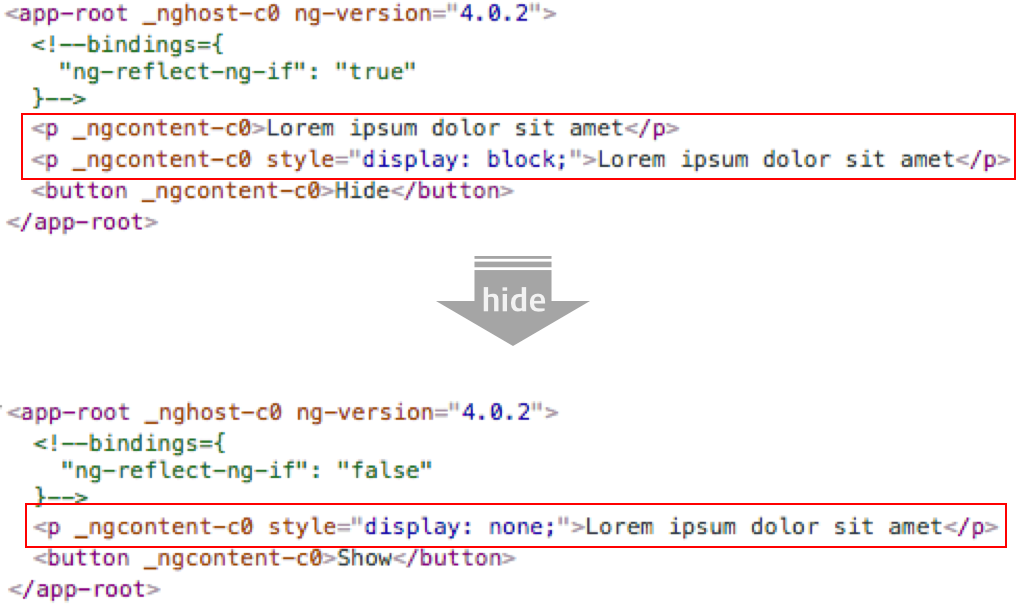 <app-root _nghost-c0 ng-version="4.0.2">
<!--bindings={
"ng-reflect-ng-if": "true"
}-->
<p _ngcontent-c0>Lorem ipsum dolor sit amet</p>
<p _ngcontent-c0 style="display: block;">Lorem ipsum dolor sit amet</p>
<button _ngcontent-c0>Hide</button>
</app-root>
hide
<app-root _nghost-c0 ng-version="4.0.2">
<!--bindings={
"ng-reflect-ng-if": "false"
}-->
<p _ngcontent-c0 style="display: none;">Lorem ipsum dolor sit amet</p>
<button _ngcontent-c0>Show</button>
</app-root>